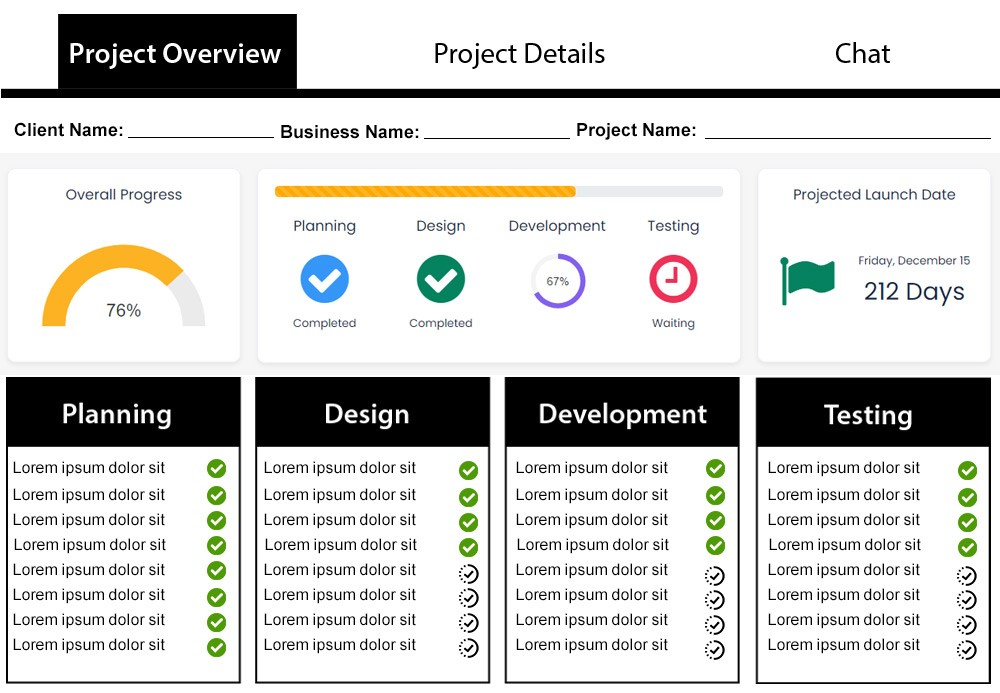 Project Overview
Project Details
Chat
Client Name:
Business Name:
Project Name:
Overall Progress
76%
Planning
Design
Development
Testing
67%
Completed
Completed
Waiting
Projected Launch Date
Friday, December 15
212 Days
Planning
Lorem ipsum dolor sit
Lorem ipsum dolor sit
Lorem ipsum dolor sit
Lorem ipsum dolor sit
Lorem ipsum dolor sit
Lorem ipsum dolor sit
Lorem ipsum dolor sit
Lorem ipsum dolor sit
Design
Lorem ipsum dolor sit
Lorem ipsum dolor sit
Lorem ipsum dolor sit
Lorem ipsum dolor sit
Lorem ipsum dolor sit
Lorem ipsum dolor sit
Lorem ipsum dolor sit
Lorem ipsum dolor sit
Development
Lorem ipsum dolor sit
Lorem ipsum dolor sit
Lorem ipsum dolor sit
Lorem ipsum dolor sit
Lorem ipsum dolor sit
Lorem ipsum dolor sit
Lorem ipsum dolor sit
Lorem ipsum dolor sit
Testing
Lorem ipsum dolor sit
Lorem ipsum dolor sit
Lorem ipsum dolor sit
Lorem ipsum dolor sit
Lorem ipsum dolor sit
Lorem ipsum dolor sit
Lorem ipsum dolor sit
Lorem ipsum dolor sit